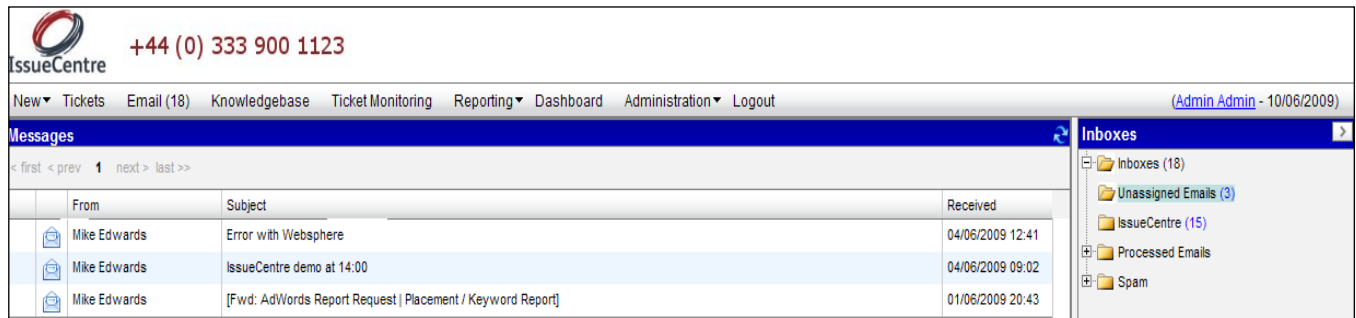 IssueCentre
+44 (0) 333 900 1123
New Tickets Email (18) Knowledgebase Ticket Monitoring Reporting Dashboard Administration Logout (Admin Admin - 10/06/2009)
Messages
< first < prev 1 next > last >>
From Subject Received
Mike Edwards Error with Websphere 04/06/2009 12:41
Mike Edwards IssueCentre demo at 14:00 04/06/2009 09:02
Mike Edwards [Fwd: AdWords Report Request | Placement / Keyword Report] 01/06/2009 20:43
Inboxes
Inboxes (18)
Unassigned Emails (3)
IssueCentre (15)
Processed Emails
Spam